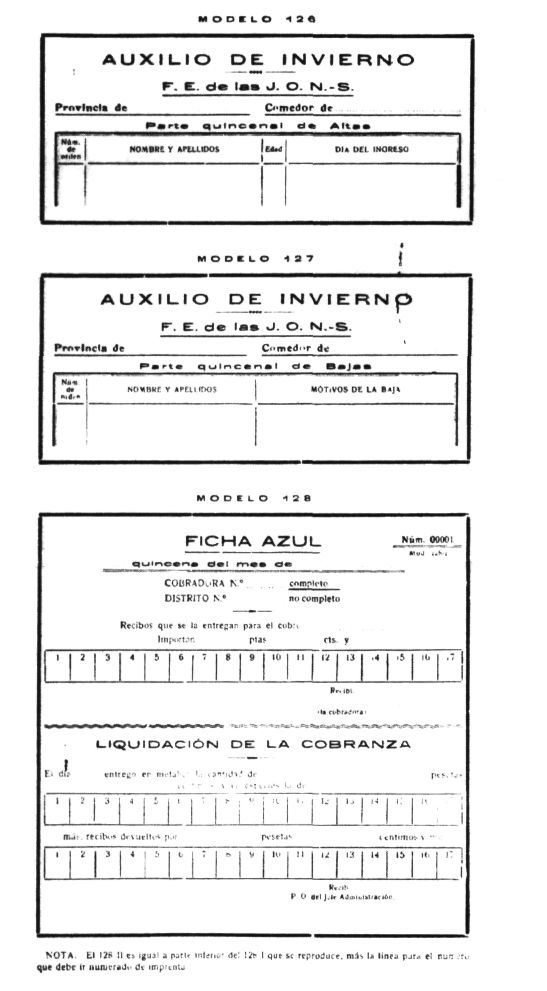 MODELO 126
AUXILIO DE INVIERNO
F. E. de las J. O. N.-S.
Provincia de Comedor de
Parte quincenal de Altas
Núm. de orden NOMBRE Y APELLIDOS Edad DIA DEL INGRESO
MODELO 127
AUXILIO DE INVIERNO
F. E. de las J. O. N.-S.
Provincia de Comedor de
Parte quincenal de Bajas
Núm. de orden NOMBRE Y APELLIDOS MOTIVOS DE LA BAJA
MODELO 128
FICHA AZUL Núm. 00001
Mod.
quincena del mes de
COBRADORA N.º completo
DISTRITO N.º no completo
Recibos que se la entregan para el cobro
Importan ptas. cts. y
1 2 3 4 5 6 7 8 9 10 11 12 13 14 15 16 17
Recibí
(la cobradora)
LIQUIDACIÓN DE LA COBRANZA
El día entrego en metálico la cantidad de pesetas
1 2 3 4 5 6 7 8 9 10 11 12 13 14 15 16
más, recibos devueltos por pesetas centimos y
1 2 3 4 5 6 7 8 9 10 11 12 13 14 15 16 17
Recibí
P. O. del Jefe Administración,
NOTA. El 128 II es igual a parte inferior del 128 I que se reproduce, más la línea para el número
que debe ir numerado de imprenta